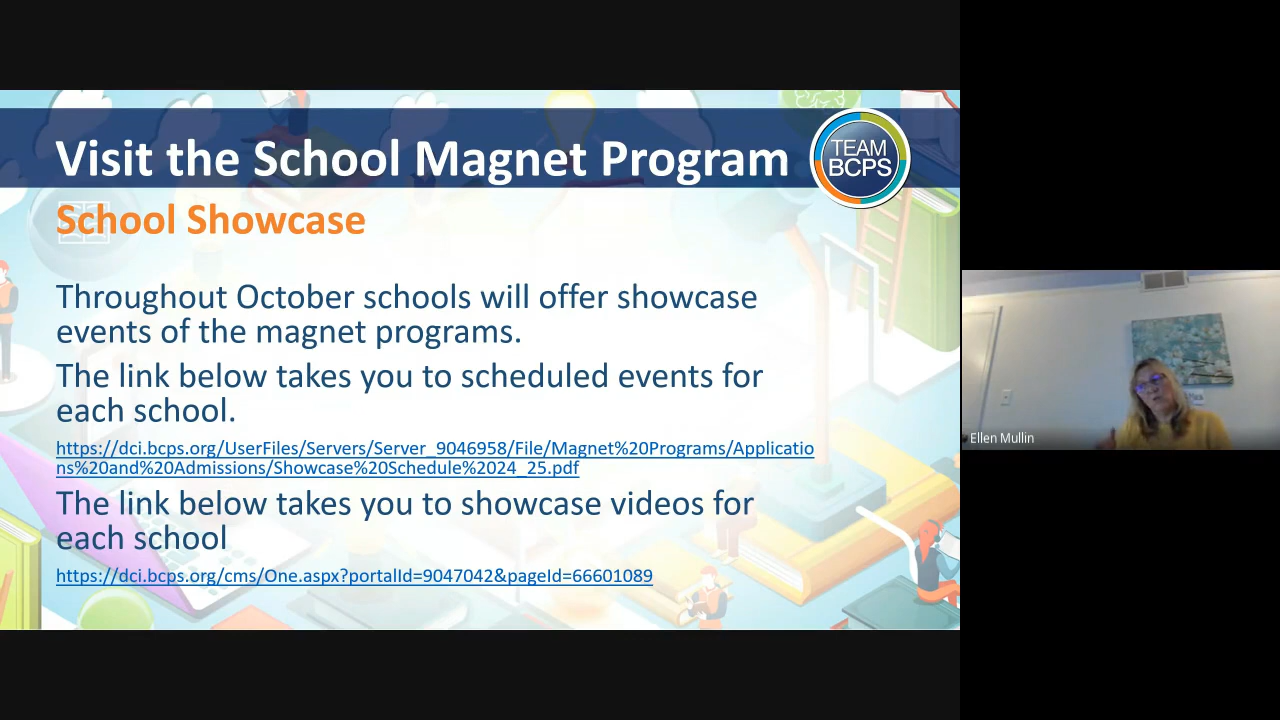 Visit the School Magnet Program
TEAM
BCPS
School Showcase
Throughout October schools will offer showcase
events of the magnet programs.
The link below takes you to scheduled events for
each school.
https://dci.bcps.org/UserFiles/Servers/Server_9046958/File/Magnet%20Programs/Applicatio
ns%20and%20Admissions/Showcase%20Schedule%2024_25.pdf
The link below takes you to showcase videos for
each school
https://dci.bcps.org/cms/One.aspx?portalId=9047042&pageId=66601089
Ellen Mullin